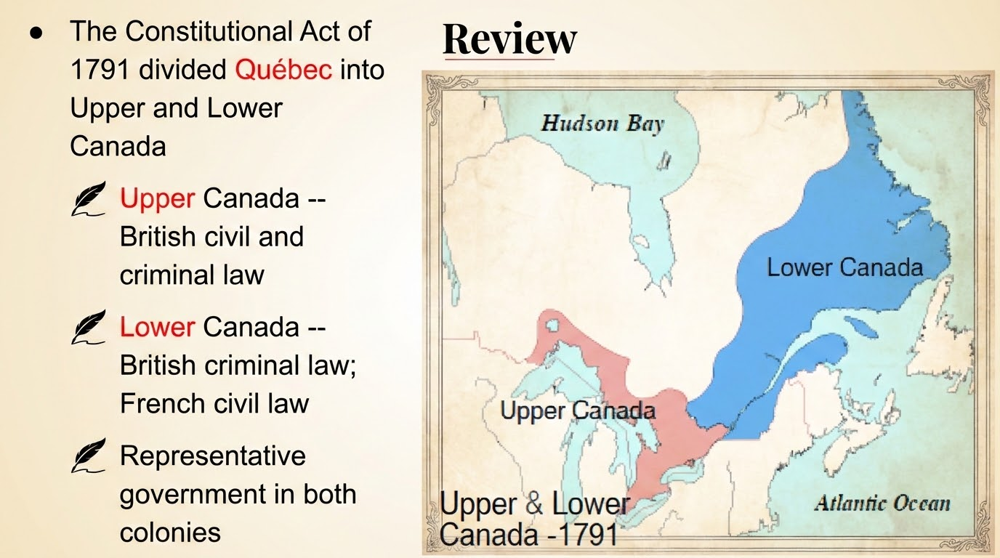 ● The Constitutional Act of
1791 divided Québec into
Upper and Lower
Canada
Upper Canada --
British civil and
criminal law
Lower Canada --
British criminal law;
French civil law
Representative
government in both
colonies
Review
Hudson Bay
Lower Canada
Upper Canada
Atlantic Ocean
Upper & Lower
Canada -1791